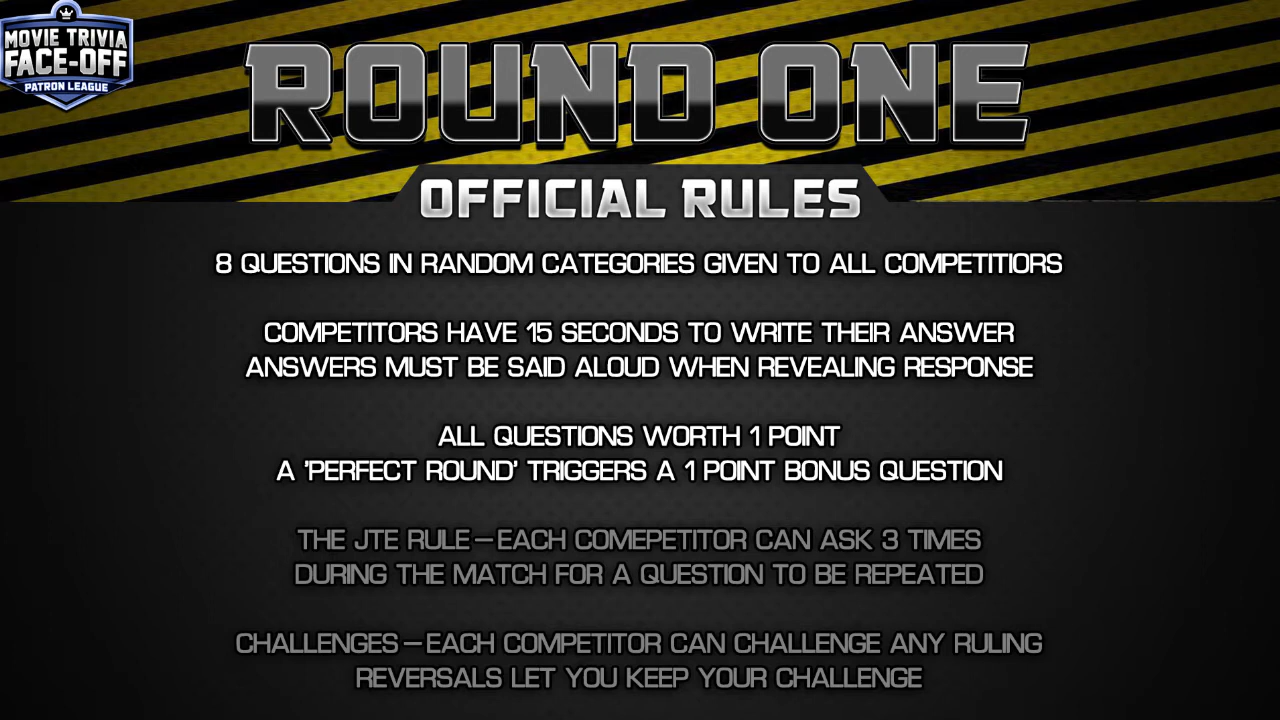 MOVIE TRIVIA
FACE-OFF
PATRON LEAGUE
ROUND ONE
OFFICIAL RULES
8 QUESTIONS IN RANDOM CATEGORIES GIVEN TO ALL COMPETITIORS
COMPETITORS HAVE 15 SECONDS TO WRITE THEIR ANSWER
ANSWERS MUST BE SAID ALOUD WHEN REVEALING RESPONSE
ALL QUESTIONS WORTH 1 POINT
A 'PERFECT ROUND' TRIGGERS A 1 POINT BONUS QUESTION
THE JTE RULE – EACH COMEPETITOR CAN ASK 3 TIMES
DURING THE MATCH FOR A QUESTION TO BE REPEATED
CHALLENGES – EACH COMPETITOR CAN CHALLENGE ANY RULING
REVERSALS LET YOU KEEP YOUR CHALLENGE